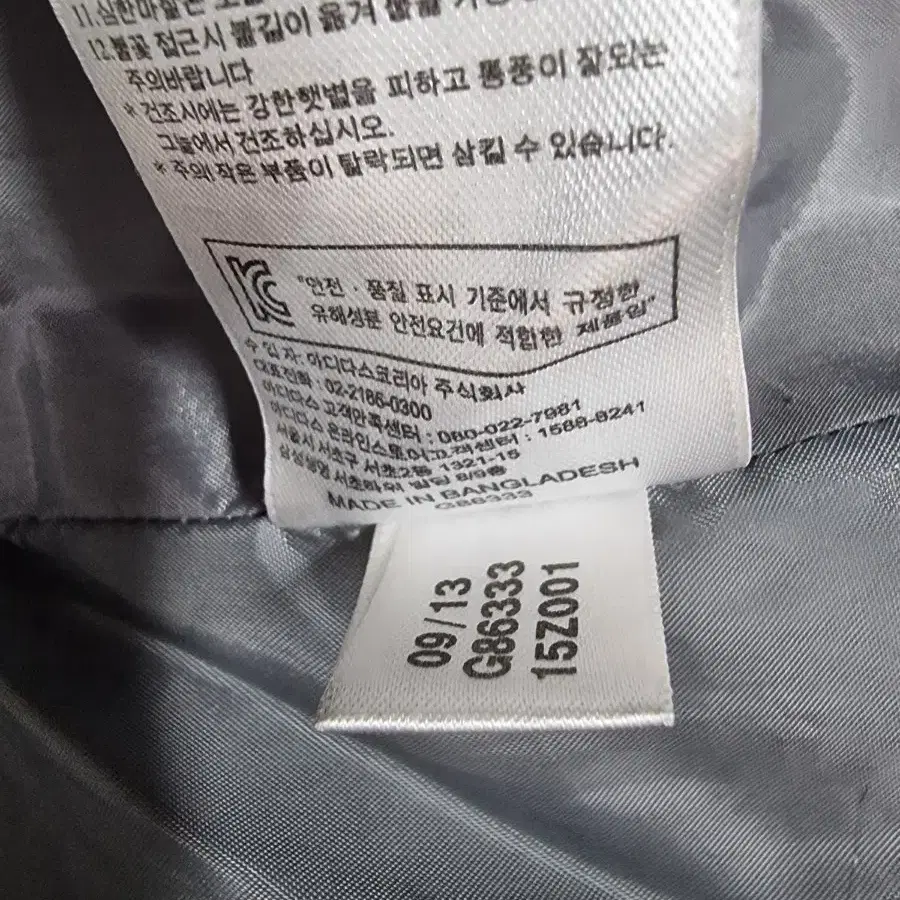 11.심한마찰은
12.불꽃 접근시 불길이 옮겨 붙을
주의바랍니다
* 건조시에는 강한햇볕을 피하고 통풍이 잘되는
그늘에서 건조하십시오.
* 주의 작은 부품이 탈락되면 삼킬 수 있습니다.
"안전 · 품질 표시 기준에서 규정한
유해성분 안전요건에 적합한 제품임"
수 입 자: 아디다스코리아 주식회사
대표전화 : 02-2186-0300
아디다스 고객만족센터 : 080-022-7981
아디다스 온라인스토어고객센터 : 1588-8241
서울시 서초구 서초2동 1321-15
삼성생명 서초타워 빌딩 8/9층
MADE IN BANGLADESH
G86333
09/13
G86333
15Z001